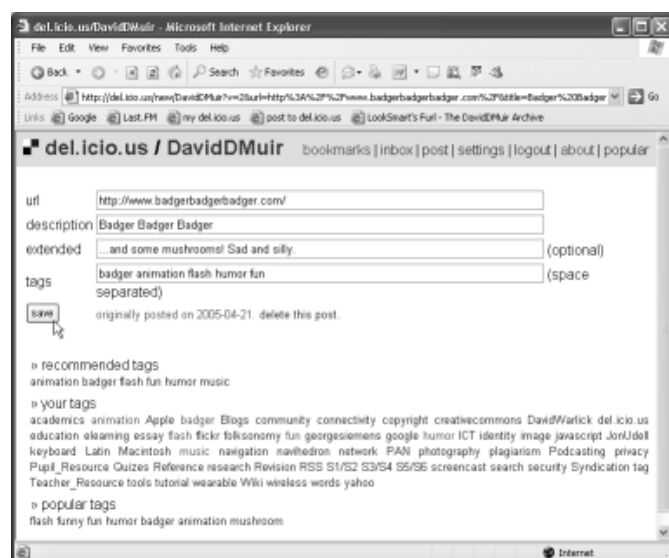 del.icio.us/DavidDMuir - Microsoft Internet Explorer
File Edit View Favorites Tools Help
Back Search Favorites
Address http://del.icio.us/new/DavidDMuir?v=2&url=http%3A%2F%2Fwww.badgerbadgerbadger.com%2F&title=Badger%20Badger Go
Links Google Last.FM my del.icio.us post to del.icio.us LookSmart's Furl - The DavidDMuir Archive
del.icio.us / DavidDMuir bookmarks | inbox | post | settings | logout | about | popular
url http://www.badgerbadgerbadger.com/
description Badger Badger Badger
extended ...and some mushrooms! Sad and silly. (optional)
tags badger animation flash humor fun (space
separated)
save originally posted on 2005-04-21. delete this post.
» recommended tags
animation badger flash fun humor music
» your tags
academics animation Apple badger Blogs community connectivity copyright creativecommons DavidWarlick del.icio.us
education elearning essay flash flickr folksonomy fun georgesiemens google humor ICT identity image javascript JonUdell
keyboard Latin Macintosh music navigation navihedron network PAN photography plagiarism Podcasting privacy
Pupil_Resource Quizes Reference research Revision RSS S1/S2 S3/S4 S5/S6 screencast search security Syndication tag
Teacher_Resource tools tutorial wearable Wiki wireless words yahoo
» popular tags
flash funny fun humor badger animation mushroom
Internet